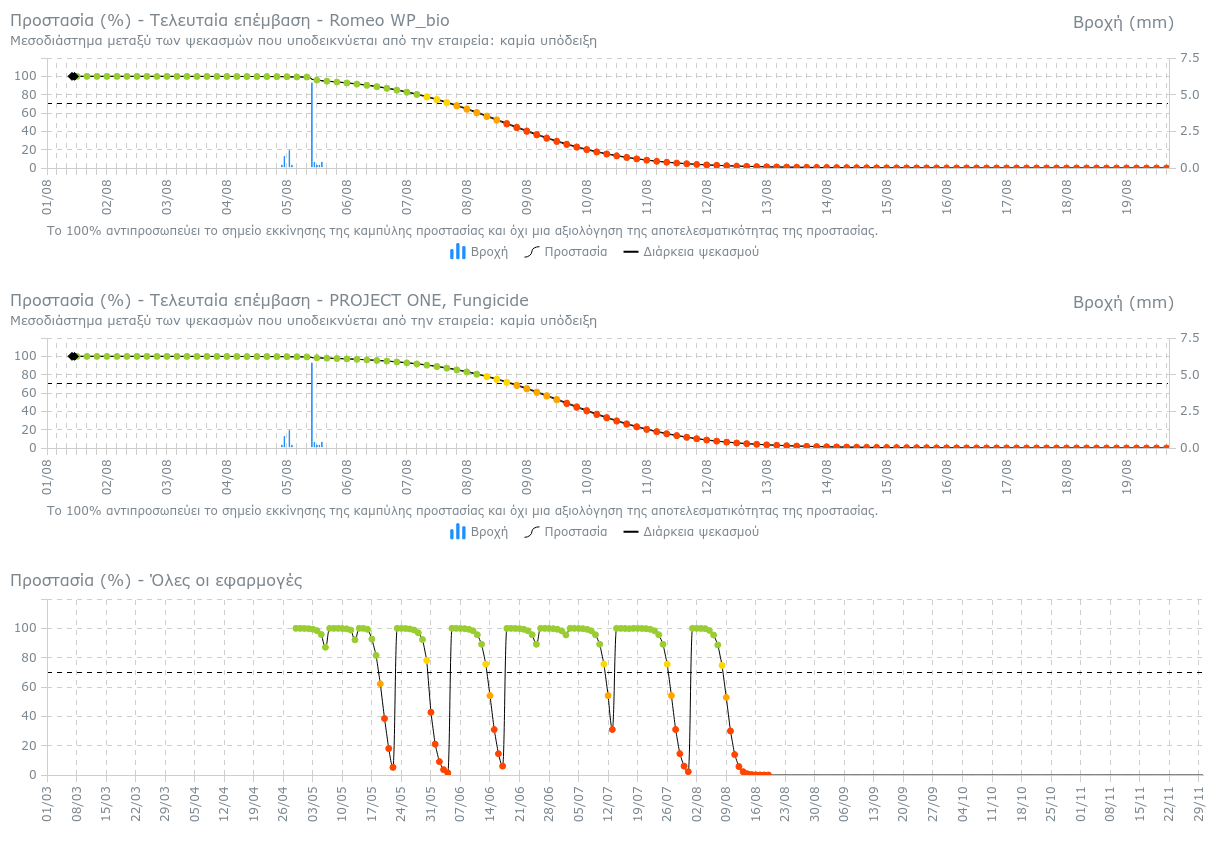 Προστασία (%) - Τελευταία επέμβαση - Romeo WP_bio
Βροχή (mm)
Μεσοδιάστημα μεταξύ των ψεκασμών που υποδεικνύεται από την εταιρεία: καμία υπόδειξη
100
80
60
40
20
0
7.5
5.0
2.5
0.0
01/08 02/08 03/08 04/08 05/08 06/08 07/08 08/08 09/08 10/08 11/08 12/08 13/08 14/08 15/08 16/08 17/08 18/08 19/08
Το 100% αντιπροσωπεύει το σημείο εκκίνησης της καμπύλης προστασίας και όχι μια αξιολόγηση της αποτελεσματικότητας της προστασίας.
Βροχή Προστασία Διάρκεια ψεκασμού
Προστασία (%) - Τελευταία επέμβαση - PROJECT ONE, Fungicide
Βροχή (mm)
Μεσοδιάστημα μεταξύ των ψεκασμών που υποδεικνύεται από την εταιρεία: καμία υπόδειξη
100
80
60
40
20
0
7.5
5.0
2.5
0.0
01/08 02/08 03/08 04/08 05/08 06/08 07/08 08/08 09/08 10/08 11/08 12/08 13/08 14/08 15/08 16/08 17/08 18/08 19/08
Το 100% αντιπροσωπεύει το σημείο εκκίνησης της καμπύλης προστασίας και όχι μια αξιολόγηση της αποτελεσματικότητας της προστασίας.
Βροχή Προστασία Διάρκεια ψεκασμού
Προστασία (%) - Όλες οι εφαρμογές
100
80
60
40
20
0
01/03 08/03 15/03 22/03 29/03 05/04 12/04 19/04 26/04 03/05 10/05 17/05 24/05 31/05 07/06 14/06 21/06 28/06 05/07 12/07 19/07 26/07 02/08 09/08 16/08 23/08 30/08 06/09 13/09 20/09 27/09 04/10 11/10 18/10 25/10 01/11 08/11 15/11 22/11 29/11